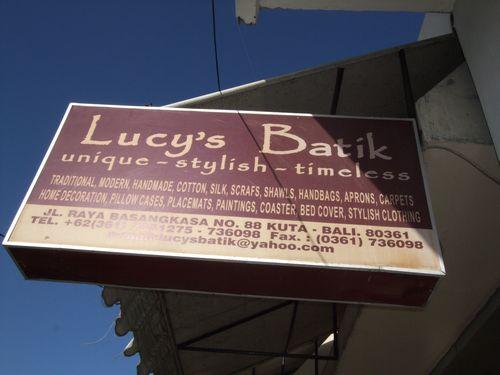 Lucy's Batik
unique ~ stylish ~ timeless
TRADITIONAL, MODERN, HANDMADE, COTTON, SILK, SCRAFS, SHAWLS, HANDBAGS, APRONS, CARPETS
HOME DECORATION, PILLOW CASES, PLACEMATS, PAINTINGS, COASTER, BED COVER, STYLISH CLOTHING
JL. RAYA BASANGKASA NO. 88 KUTA - BALI. 80361
TEL. +62(361) 751275 - 736098 Fax. : (0361) 736098
lucysbatik@yahoo.com